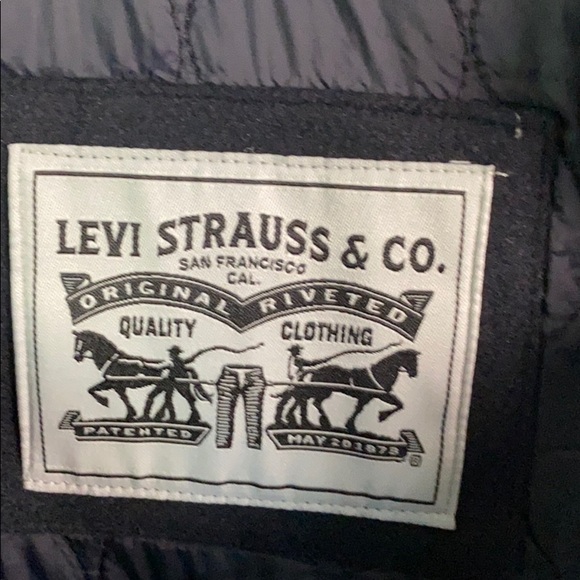 LEVI STRAUSS & CO.
SAN FRANCISCO
CAL.
ORIGINAL RIVETED
QUALITY CLOTHING
PATENTED MAY 20 1873
®